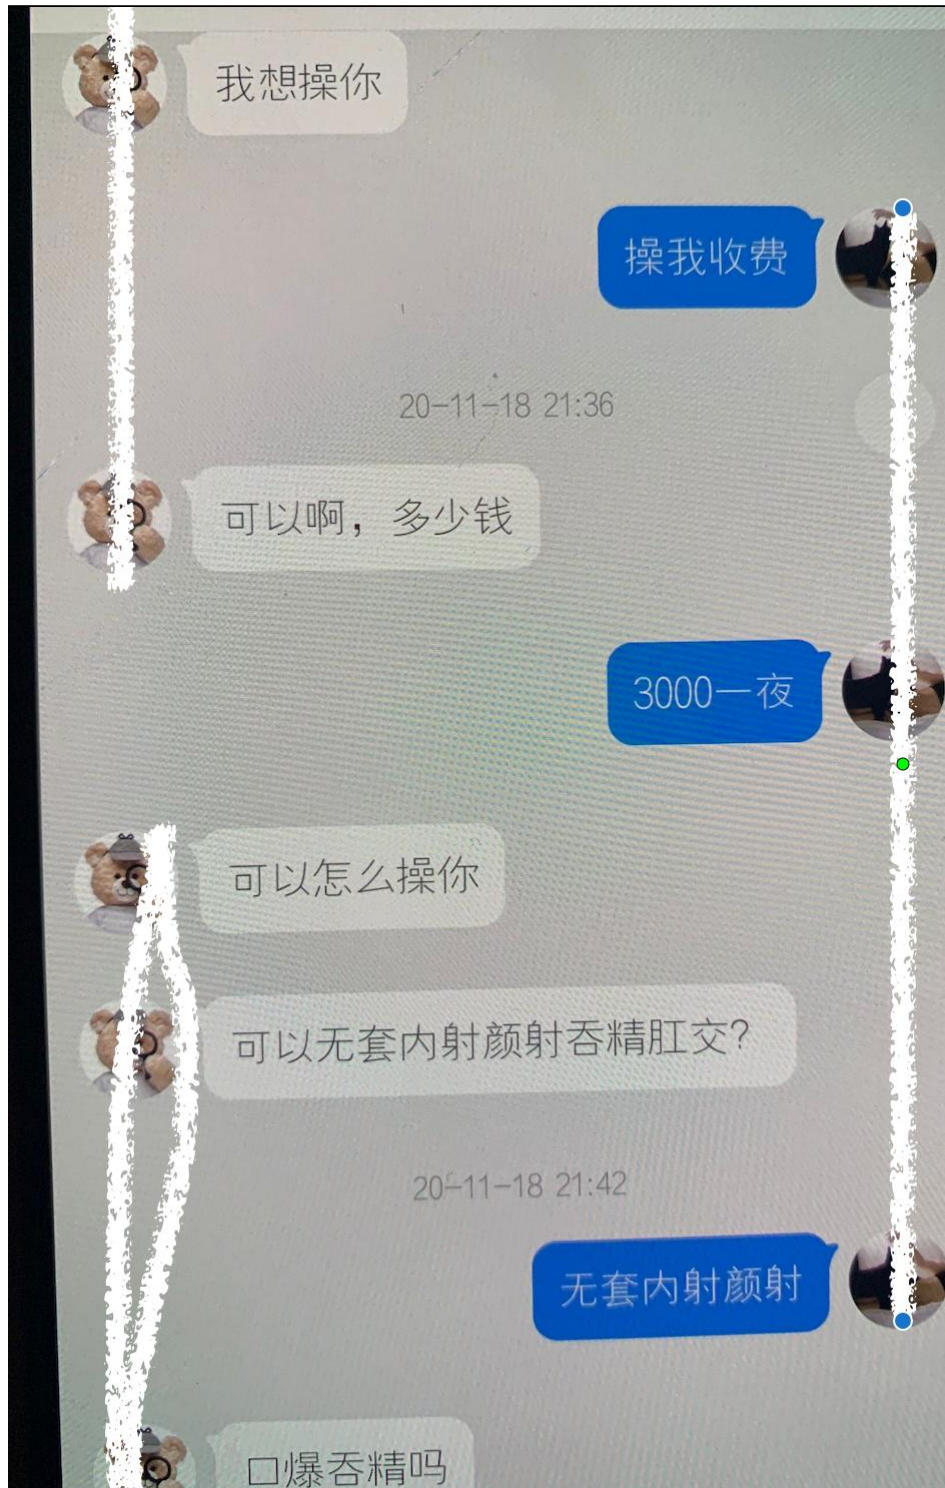 我想操你
操我收费
20-11-18 21:36
可以啊，多少钱
3000一夜
可以怎么操你
可以无套内射颜射吞精肛交？
20-11-18 21:42
无套内射颜射
口爆吞精吗